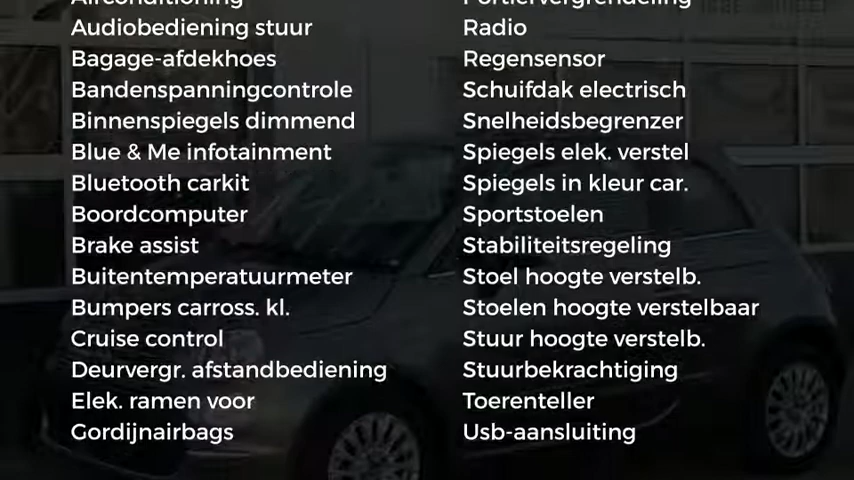 Airconditioning
Audiobediening stuur
Bagage-afdekhoes
Bandenspanningcontrole
Binnenspiegels dimmend
Blue & Me infotainment
Bluetooth carkit
Boordcomputer
Brake assist
Buitentemperatuurmeter
Bumpers carross. kl.
Cruise control
Deurvergr. afstandbediening
Elek. ramen voor
Gordijnairbags
Portiervergrendeling
Radio
Regensensor
Schuifdak electrisch
Snelheidsbegrenzer
Spiegels elek. verstel
Spiegels in kleur car.
Sportstoelen
Stabiliteitsregeling
Stoel hoogte verstelb.
Stoelen hoogte verstelbaar
Stuur hoogte verstelb.
Stuurbekrachtiging
Toerenteller
Usb-aansluiting